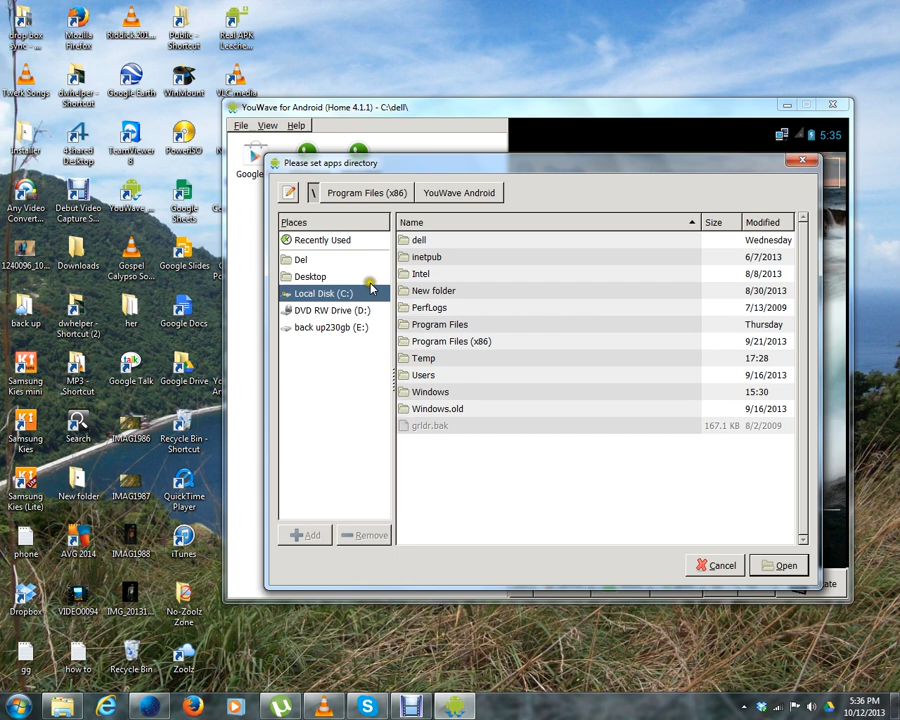 drop box sync - ...
Mozilla Firefox
Riddick.201...
Public - Shortcut
Real APK Leeche...
Twerk Songs
dwhelper - Shortcut
Google Earth
WinMount
VLC media
Installer
4shared Desktop
TeamViewer 8
PowerISO
Any Video Convert...
Debut Video Capture S...
YouWave ...
Google Sheets
1240096_10...
Downloads
Gospel Calypso So...
Google Slides
back up
dwhelper - Shortcut (2)
her
Google Docs
Samsung Kies mini
MP3 - Shortcut
Google Talk
Google Drive
Samsung Kies
Search
IMAG1986
Recycle Bin - Shortcut
Samsung Kies (Lite)
New folder
IMAG1987
QuickTime Player
phone
AVG 2014
IMAG1988
iTunes
Dropbox
VIDEO0094
IMG_20131...
No-Zoolz Zone
gg
how to
Recycle Bin
Zoolz
YouWave for Android (Home 4.1.1) - C:\dell\
File View Help
5:35
Google
Please set apps directory
\ Program Files (x86) YouWave Android
Places
Recently Used
Del
Desktop
Local Disk (C:)
DVD RW Drive (D:)
back up230gb (E:)
Add Remove
Name Size Modified
dell Wednesday
inetpub 6/7/2013
Intel 8/8/2013
New folder 8/30/2013
PerfLogs 7/13/2009
Program Files Thursday
Program Files (x86) 9/21/2013
Temp 17:28
Users 9/16/2013
Windows 15:30
Windows.old 9/16/2013
grldr.bak 167.1 KB 8/2/2009
Cancel Open
5:36 PM
10/12/2013